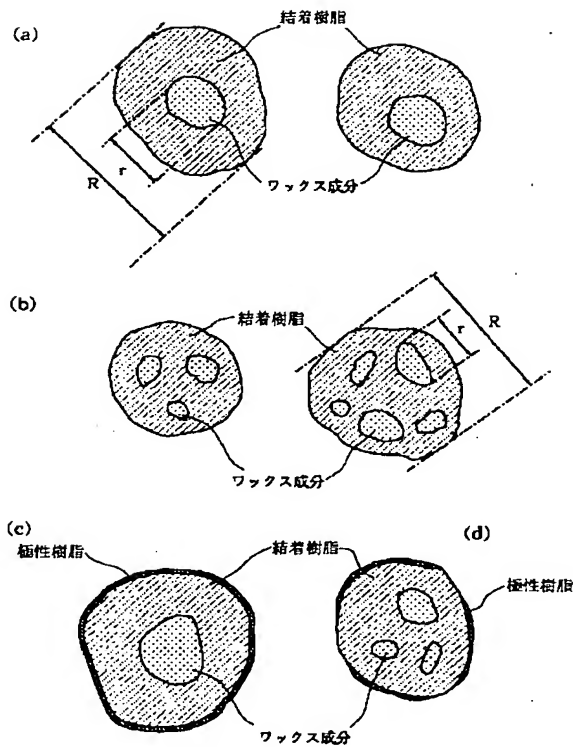 (a)
結着樹脂
R
r
ワックス成分
(b)
結着樹脂
r
R
ワックス成分
(c)
極性樹脂
結着樹脂
(d)
極性樹脂
ワックス成分